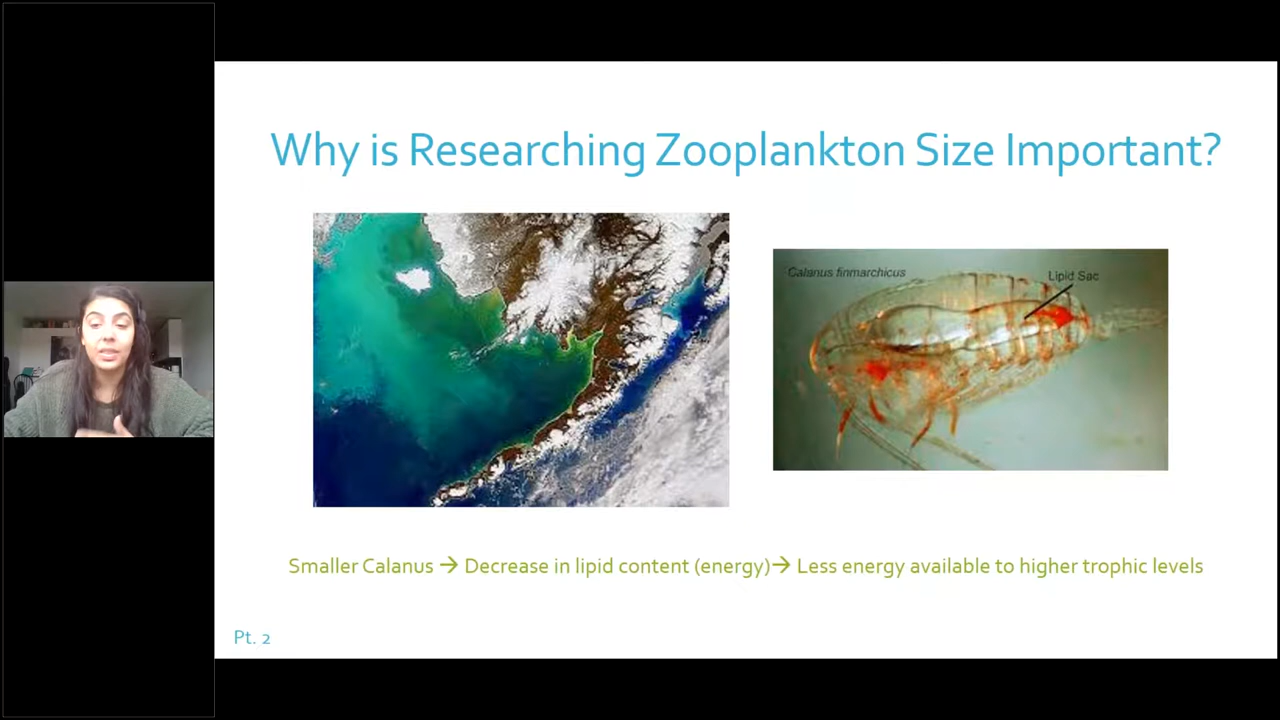 Why is Researching Zooplankton Size Important?
Calanus finmarchicus
Lipid Sac
Smaller Calanus → Decrease in lipid content (energy)→ Less energy available to higher trophic levels
Pt. 2